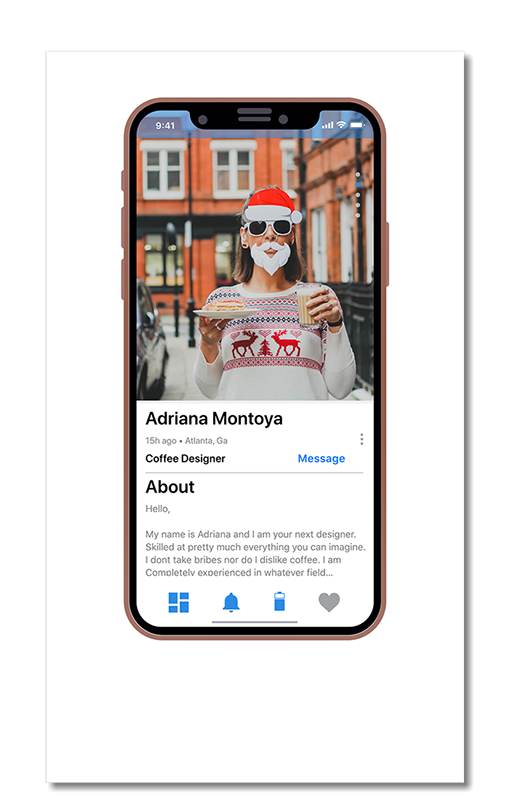 9:41
Adriana Montoya
15h ago • Atlanta, Ga
Coffee Designer Message
About
Hello,
My name is Adriana and I am your next designer.
Skilled at pretty much everything you can imagine.
I dont take bribes nor do I dislike coffee. I am
Completely experienced in whatever field...